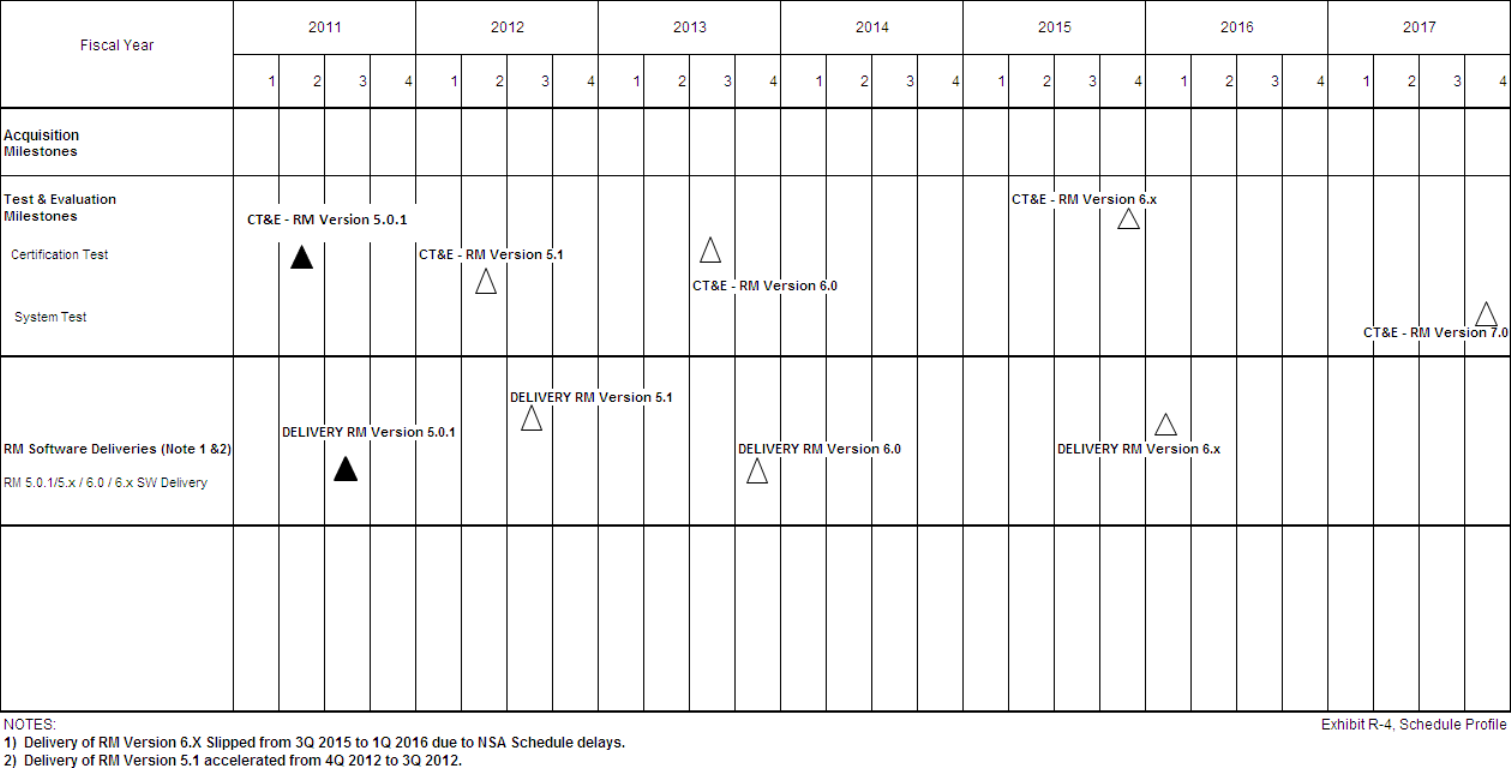 Fiscal Year
2011 2012 2013 2014 2015 2016 2017
1 2 3 4 1 2 3 4 1 2 3 4 1 2 3 4 1 2 3 4 1 2 3 4 1 2 3 4
Acquisition
Milestones
Test & Evaluation
Milestones
CT&E - RM Version 5.0.1
CT&E - RM Version 6.x
Certification Test
CT&E - RM Version 5.1
CT&E - RM Version 6.0
System Test
CT&E - RM Version 7.0
DELIVERY RM Version 5.1
DELIVERY RM Version 5.0.1
RM Software Deliveries (Note 1 &2)
DELIVERY RM Version 6.0
DELIVERY RM Version 6.x
RM 5.0.1/5.x / 6.0 / 6.x SW Delivery
NOTES:
Exhibit R-4, Schedule Profile
1) Delivery of RM Version 6.X Slipped from 3Q 2015 to 1Q 2016 due to NSA Schedule delays.
2) Delivery of RM Version 5.1 accelerated from 4Q 2012 to 3Q 2012.